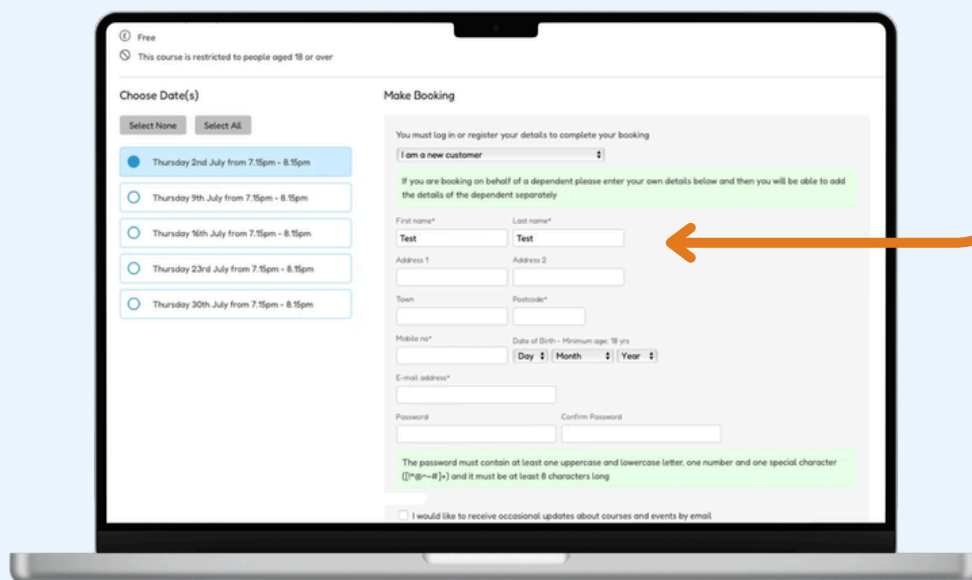 Free
This course is restricted to people aged 18 or over
Choose Date(s)
Select None Select All
Thursday 2nd July from 7.15pm - 8.15pm
Thursday 9th July from 7.15pm - 8.15pm
Thursday 16th July from 7.15pm - 8.15pm
Thursday 23rd July from 7.15pm - 8.15pm
Thursday 30th July from 7.15pm - 8.15pm
Make Booking
You must log in or register your details to complete your booking
I am a new customer
If you are booking on behalf of a dependent please enter your own details below and then you will be able to add
the details of the dependent separately
First name* Last name*
Test Test
Address 1 Address 2
Town Postcode*
Mobile no* Date of Birth - Minimum age: 18 yrs
Day Month Year
E-mail address*
Password Confirm Password
The password must contain at least one uppercase and lowercase letter, one number and one special character
([!*@^~#]+) and it must be at least 8 characters long
I would like to receive occasional updates about courses and events by email